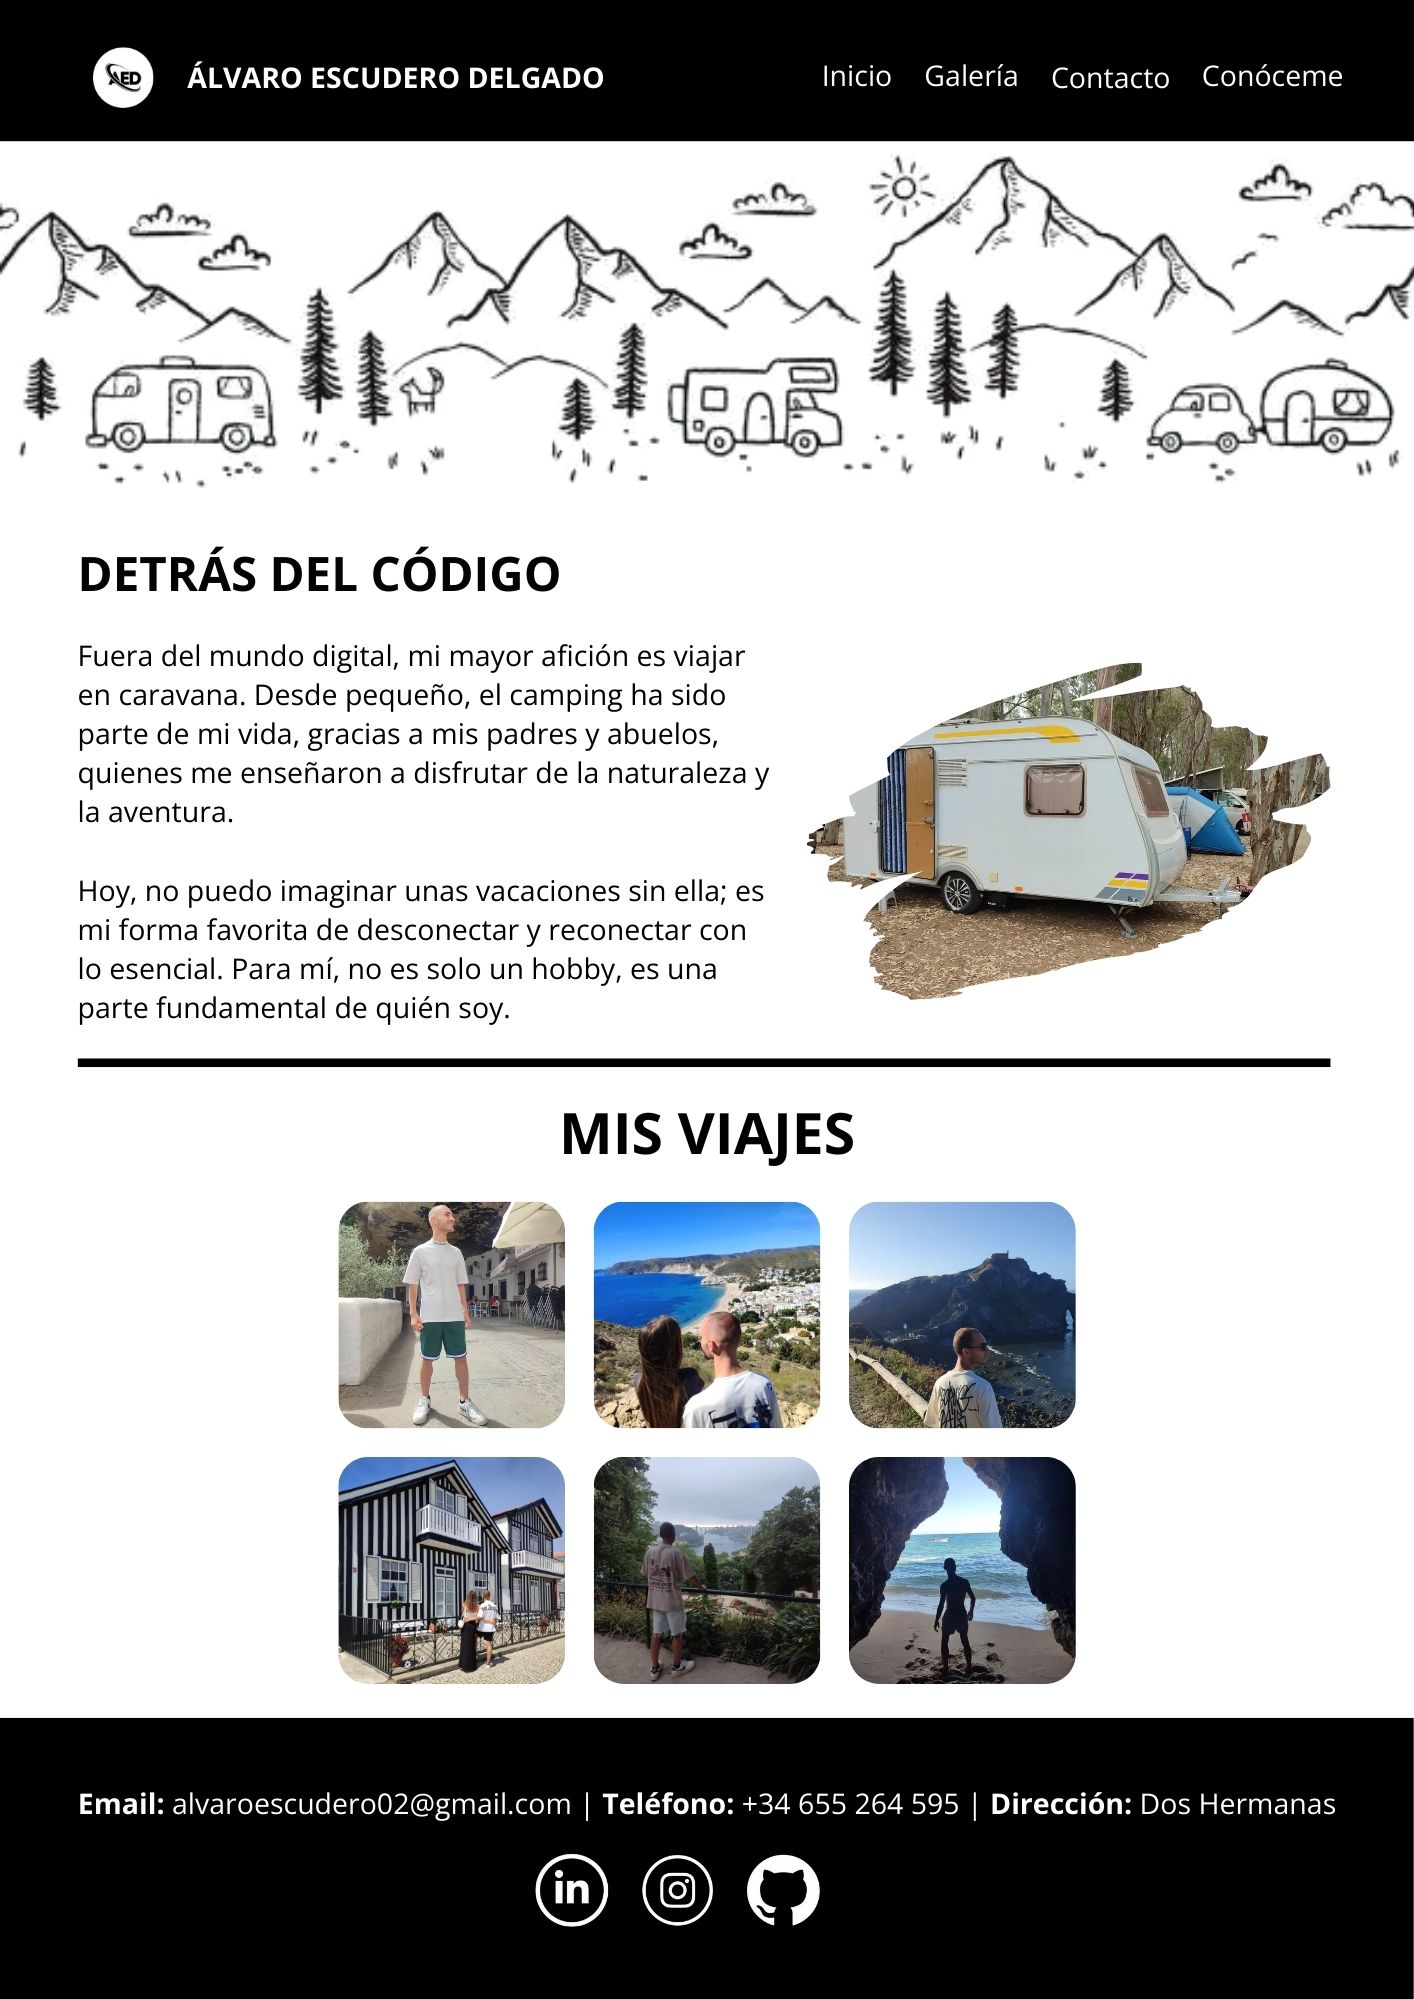 AED
ÁLVARO ESCUDERO DELGADO
Inicio
Galería
Contacto
Conóceme
DETRÁS DEL CÓDIGO
Fuera del mundo digital, mi mayor afición es viajar
en caravana. Desde pequeño, el camping ha sido
parte de mi vida, gracias a mis padres y abuelos,
quienes me enseñaron a disfrutar de la naturaleza y
la aventura.
Hoy, no puedo imaginar unas vacaciones sin ella; es
mi forma favorita de desconectar y reconectar con
lo esencial. Para mí, no es solo un hobby, es una
parte fundamental de quién soy.
MIS VIAJES
Email: alvaroescudero02@gmail.com | Teléfono: +34 655 264 595 | Dirección: Dos Hermanas
in